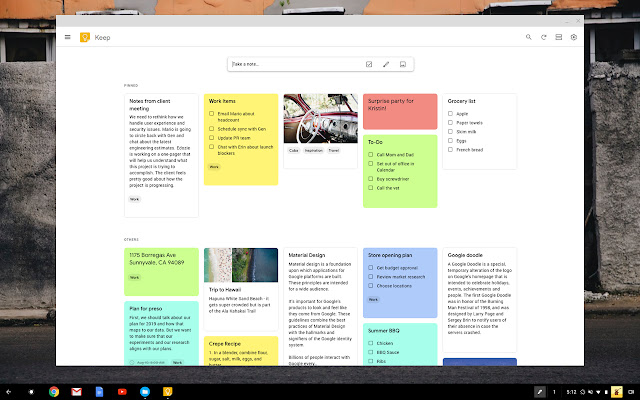 Keep
Take a note...
PINNED
Notes from client
meeting
We need to rethink how we
handle user experience and
security issues. Mario is going
to circle back with Gen and
chat about the latest
engineering estimates. Edozie
is working on a one-pager that
will help us understand what
this project is trying to
accomplish. The client feels
pretty good about how the
project is progressing.
Work
Work items
Email Mario about
headcount
Schedule sync with Gen
Update PR team
Chat with Erin about launch
blockers
Work
Cuba
Inspiration
Travel
Surprise party for
Kristin!
To-Do
Call Mom and Dad
Set out of office in
Calendar
Buy screwdriver
Call the vet
Grocery list
Apple
Paper towels
Skim milk
Eggs
French bread
OTHERS
1175 Borregas Ave
Sunnyvale, CA 94089
Work
Plan for preso
First, we should talk about our
plan for 2019 and how that
maps to our data. But we want
to make sure that our
experiments and our research
aligns with our plans.
Work
Trip to Hawaii
Hapuna White Sand Beach - it
gets super crowded but is part
of the Ala Kahakai Trail
Crepe Recipe
1. In a blender, combine flour,
sugar, salt, milk, eggs, and
Material Design
Material design is a foundation
upon which applications for
Google platforms are built.
These principles are intended
for a wide audience.
It's important for Google's
products to look and feel like
they come from Google. These
guidelines combine the best
practices of Material Design
with the hallmarks and
signifiers of the Google identity
system.
Billions of people interact with
Google every
Store opening plan
Get budget approval
Review market research
Choose locations
Work
Summer BBQ
Chicken
BBQ Sauce
Ribs
Google doodle
A Google Doodle is a special,
temporary alteration of the logo
on Google's homepage that is
intended to celebrate holidays,
events, achievements and
people. The first Google Doodle
was in honor of the Burning
Man Festival of 1998, and was
designed by Larry Page and
Sergey Brin to notify users of
their absence in case the
servers crashed.
1
5:12